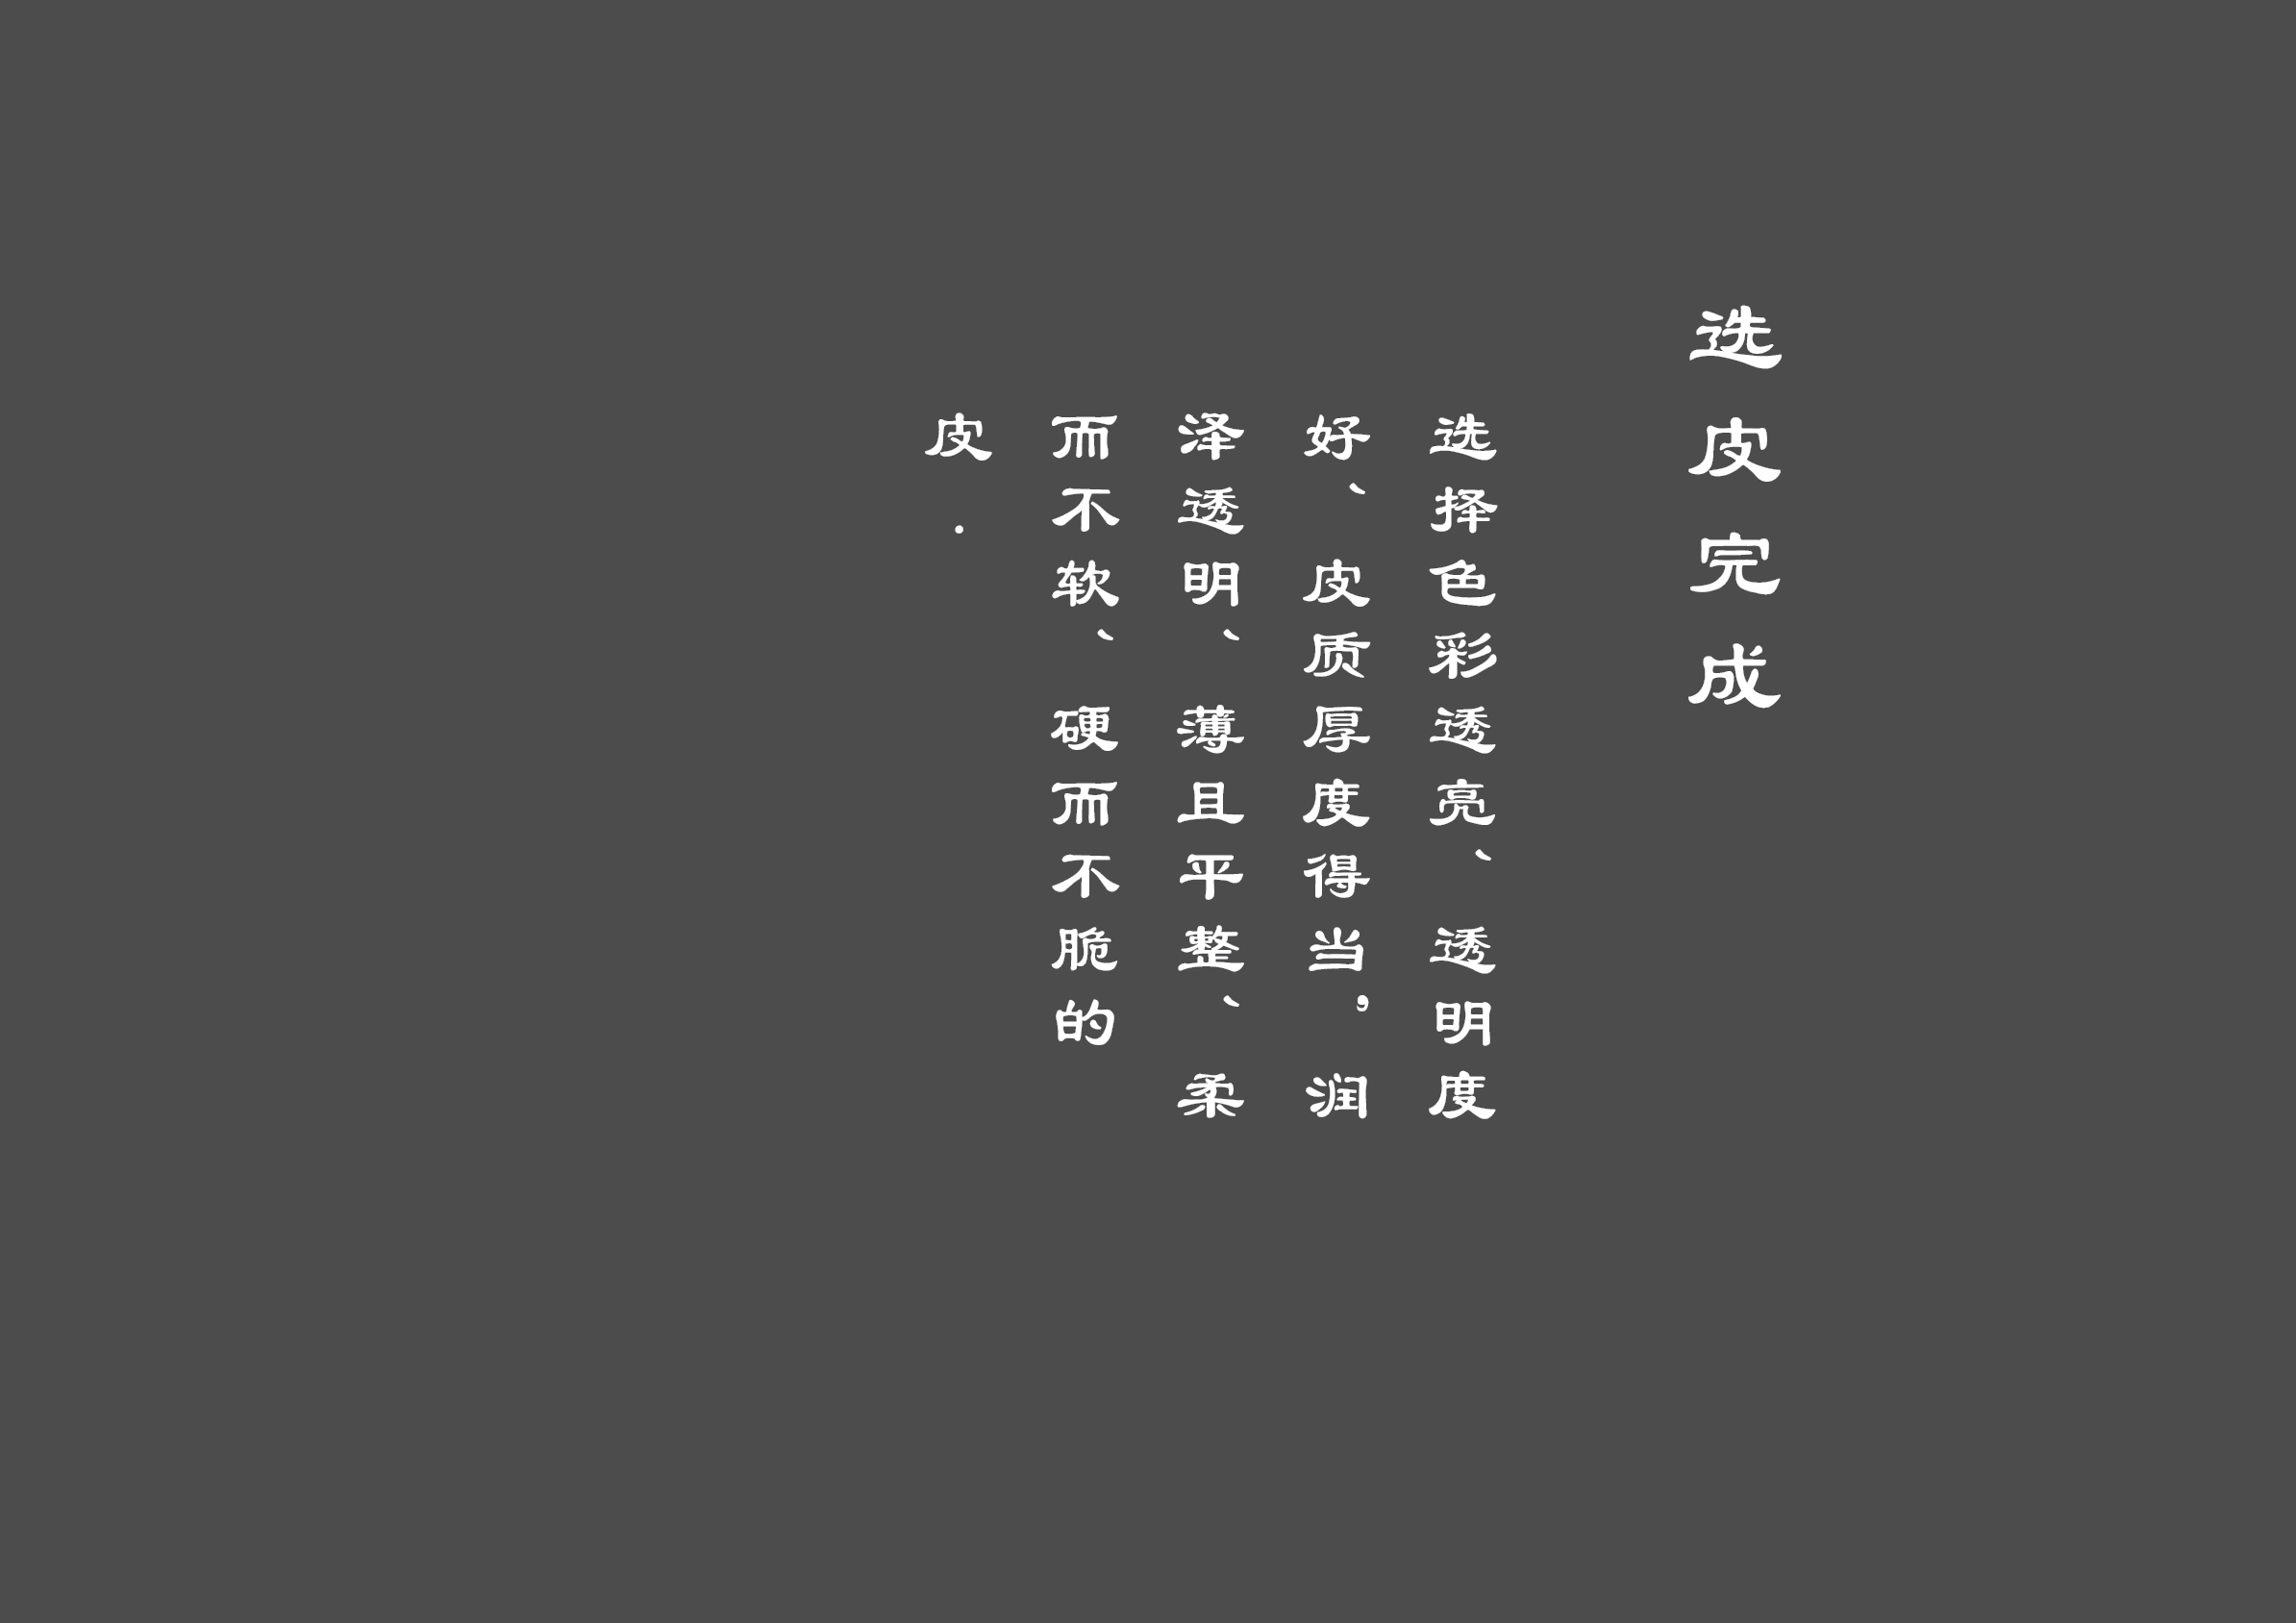 选皮完成
选择色彩透亮、透明度
好、皮质厚度得当，润
泽透明、薄且平整、柔
而不软、硬而不脆的
皮.